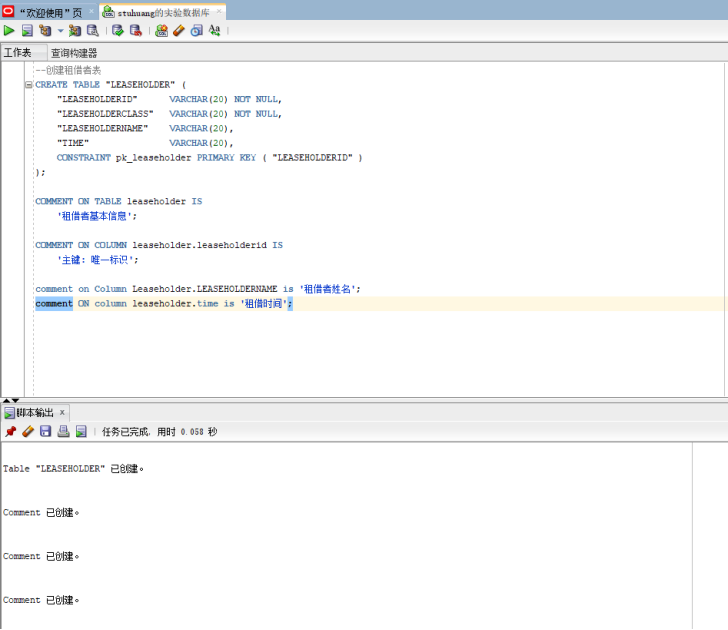 “欢迎使用”页 × stuhuang的实验数据库 ×
Aa
工作表 查询构建器
--创建租借者表
CREATE TABLE "LEASEHOLDER" (
"LEASEHOLDERID" VARCHAR(20) NOT NULL,
"LEASEHOLDERCLASS" VARCHAR(20) NOT NULL,
"LEASEHOLDERNAME" VARCHAR(20),
"TIME" VARCHAR(20),
CONSTRAINT pk_leaseholder PRIMARY KEY ( "LEASEHOLDERID" )
);
COMMENT ON TABLE leaseholder IS
'租借者基本信息';
COMMENT ON COLUMN leaseholder.leaseholderid IS
'主键: 唯一标识';
comment on Column Leaseholder.LEASEHOLDERNAME is '租借者姓名';
comment ON column leaseholder.time is '租借时间';
脚本输出 ×
任务已完成. 用时 0.058 秒
Table "LEASEHOLDER" 已创建。
Comment 已创建。
Comment 已创建。
Comment 已创建。